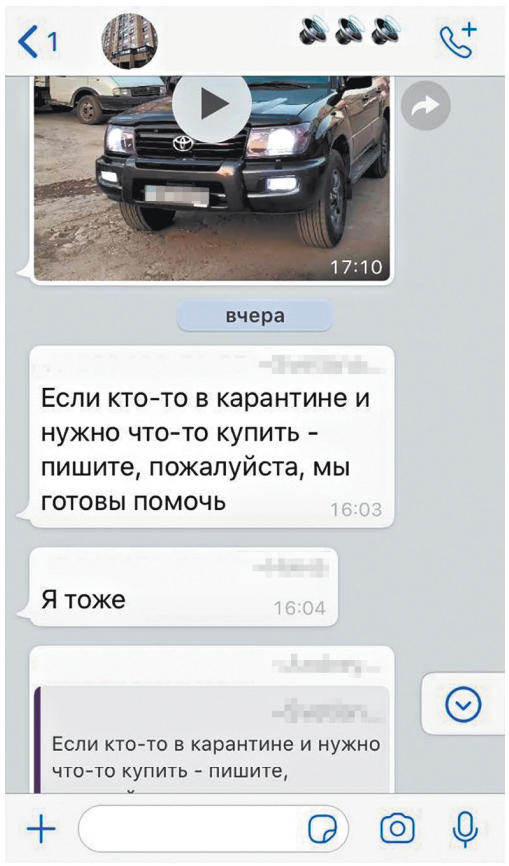 1
17:10
вчера
Если кто-то в карантине и
нужно что-то купить -
пишите, пожалуйста, мы
готовы помочь
16:03
Я тоже
16:04
Если кто-то в карантине и нужно
что-то купить - пишите,